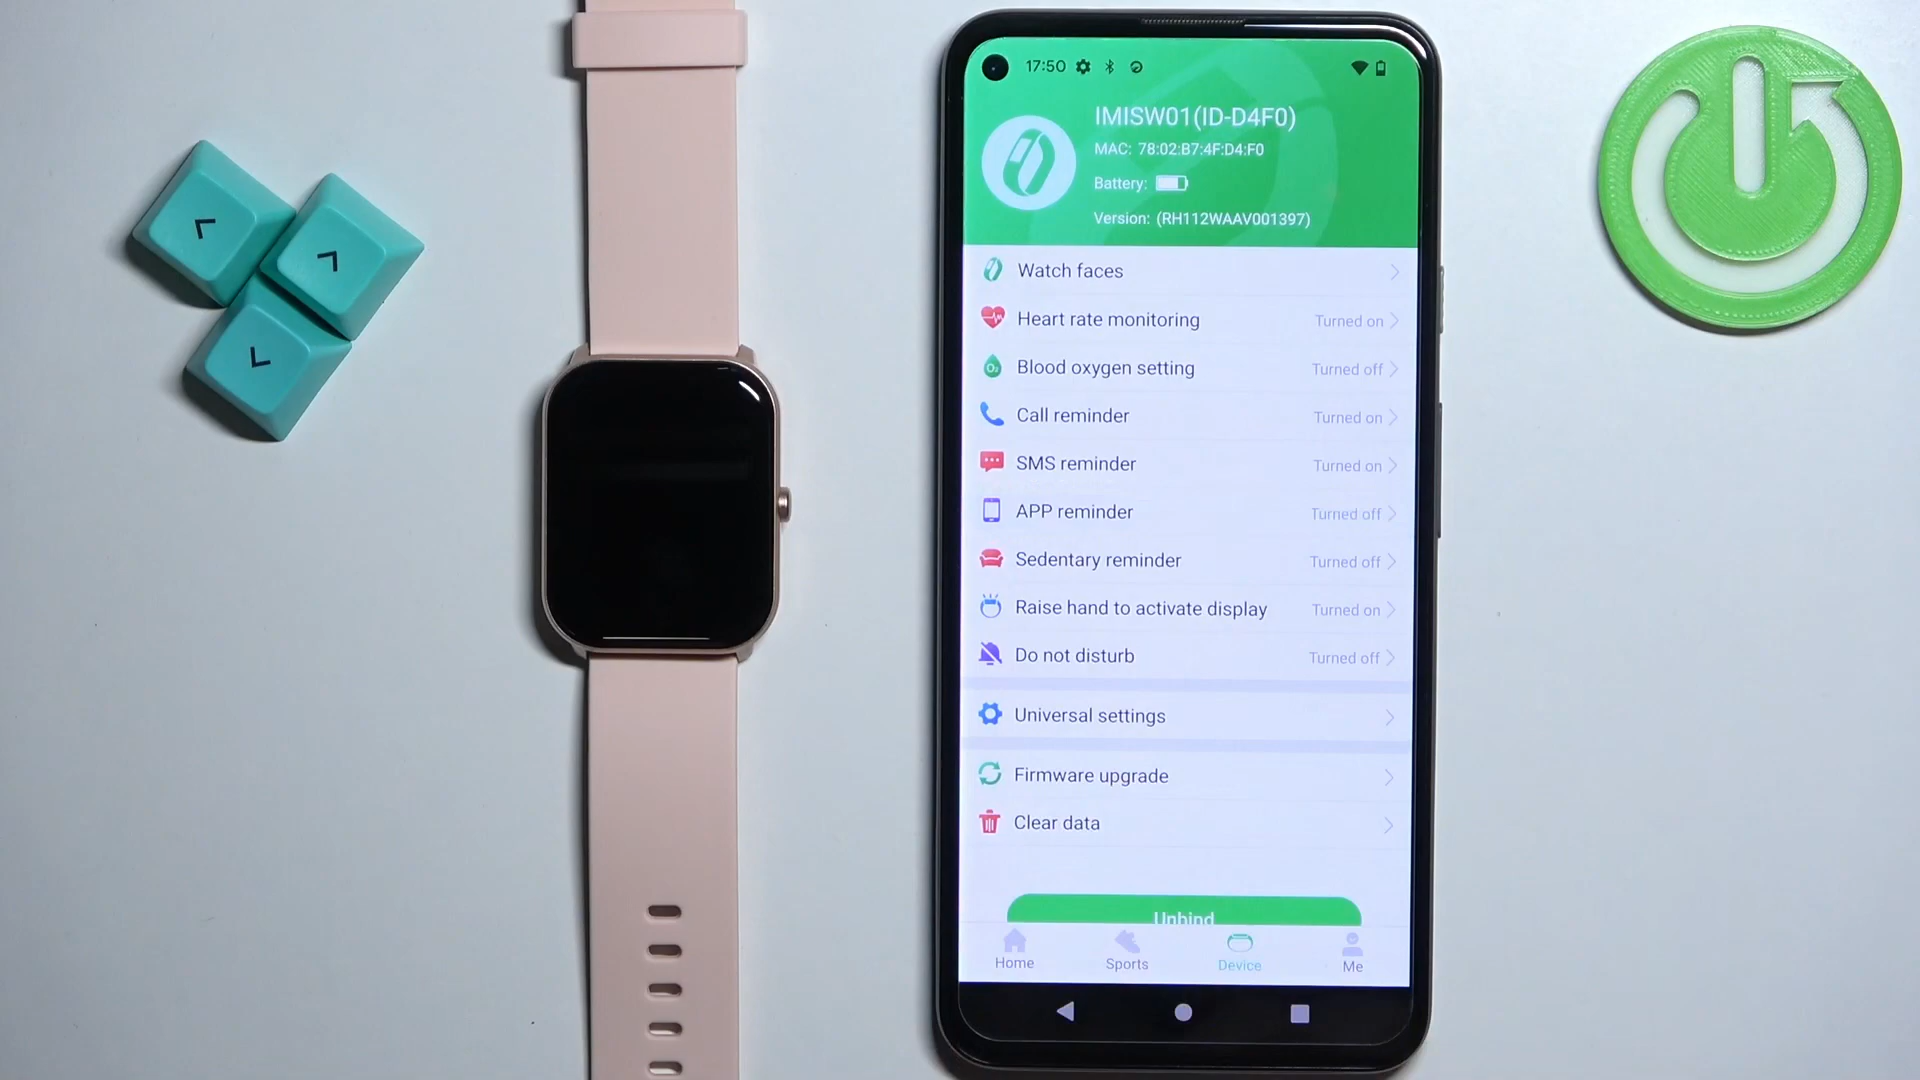 17:50
IMISW01(ID-D4F0)
MAC: 78:02:B7:4F:D4:F0
Battery:
Version: (RH112WAAV001397)
Watch faces
Heart rate monitoring Turned on
Blood oxygen setting Turned off
Call reminder Turned on
SMS reminder Turned on
APP reminder Turned off
Sedentary reminder Turned off
Raise hand to activate display Turned on
Do not disturb Turned off
Universal settings
Firmware upgrade
Clear data
Unbind
Home Sports Device Me